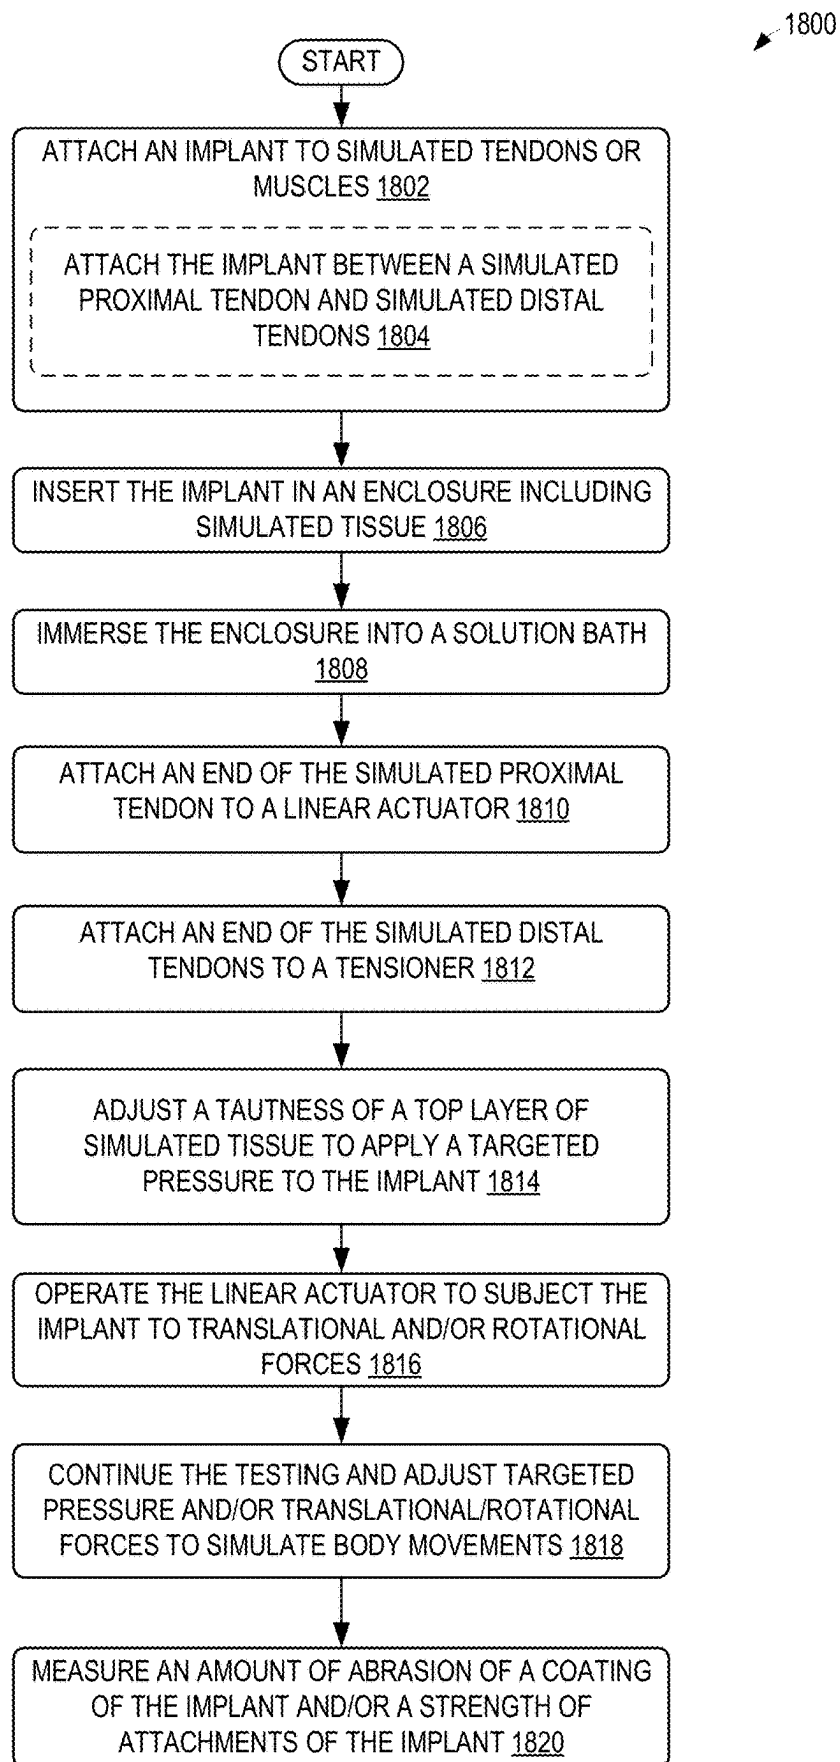 1800
START
ATTACH AN IMPLANT TO SIMULATED TENDONS OR
MUSCLES 1802
ATTACH THE IMPLANT BETWEEN A SIMULATED
PROXIMAL TENDON AND SIMULATED DISTAL
TENDONS 1804
INSERT THE IMPLANT IN AN ENCLOSURE INCLUDING
SIMULATED TISSUE 1806
IMMERSE THE ENCLOSURE INTO A SOLUTION BATH
1808
ATTACH AN END OF THE SIMULATED PROXIMAL
TENDON TO A LINEAR ACTUATOR 1810
ATTACH AN END OF THE SIMULATED DISTAL
TENDONS TO A TENSIONER 1812
ADJUST A TAUTNESS OF A TOP LAYER OF
SIMULATED TISSUE TO APPLY A TARGETED
PRESSURE TO THE IMPLANT 1814
OPERATE THE LINEAR ACTUATOR TO SUBJECT THE
IMPLANT TO TRANSLATIONAL AND/OR ROTATIONAL
FORCES 1816
CONTINUE THE TESTING AND ADJUST TARGETED
PRESSURE AND/OR TRANSLATIONAL/ROTATIONAL
FORCES TO SIMULATE BODY MOVEMENTS 1818
MEASURE AN AMOUNT OF ABRASION OF A COATING
OF THE IMPLANT AND/OR A STRENGTH OF
ATTACHMENTS OF THE IMPLANT 1820